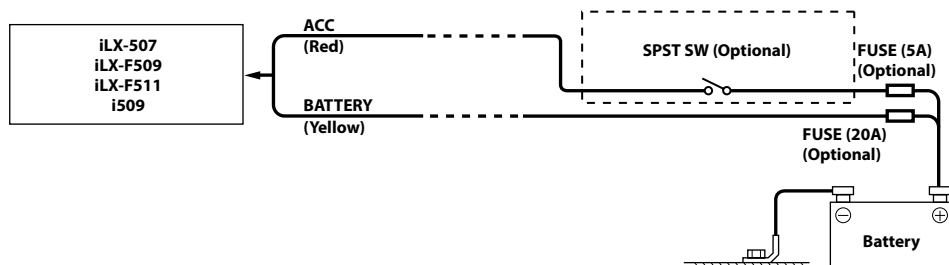 iLX-507
iLX-F509
iLX-F511
i509
ACC
(Red)
BATTERY
(Yellow)
SPST SW (Optional)
FUSE (5A)
(Optional)
FUSE (20A)
(Optional)
Battery